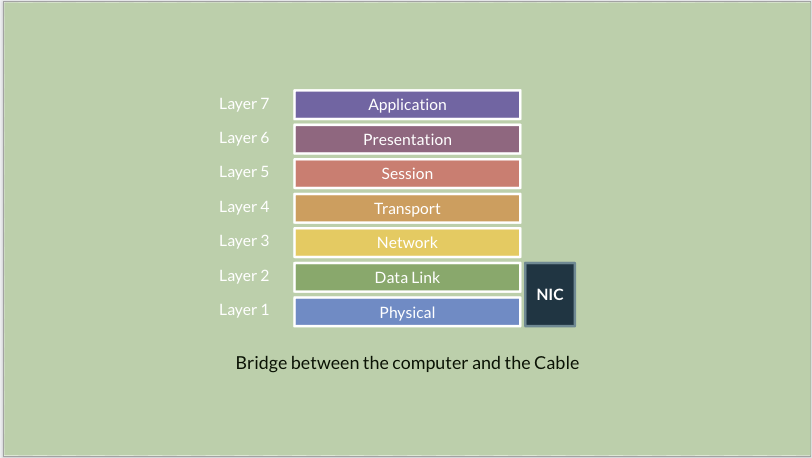 Layer 7 Application
Layer 6 Presentation
Layer 5 Session
Layer 4 Transport
Layer 3 Network
Layer 2 Data Link
NIC
Layer 1 Physical
Bridge between the computer and the Cable